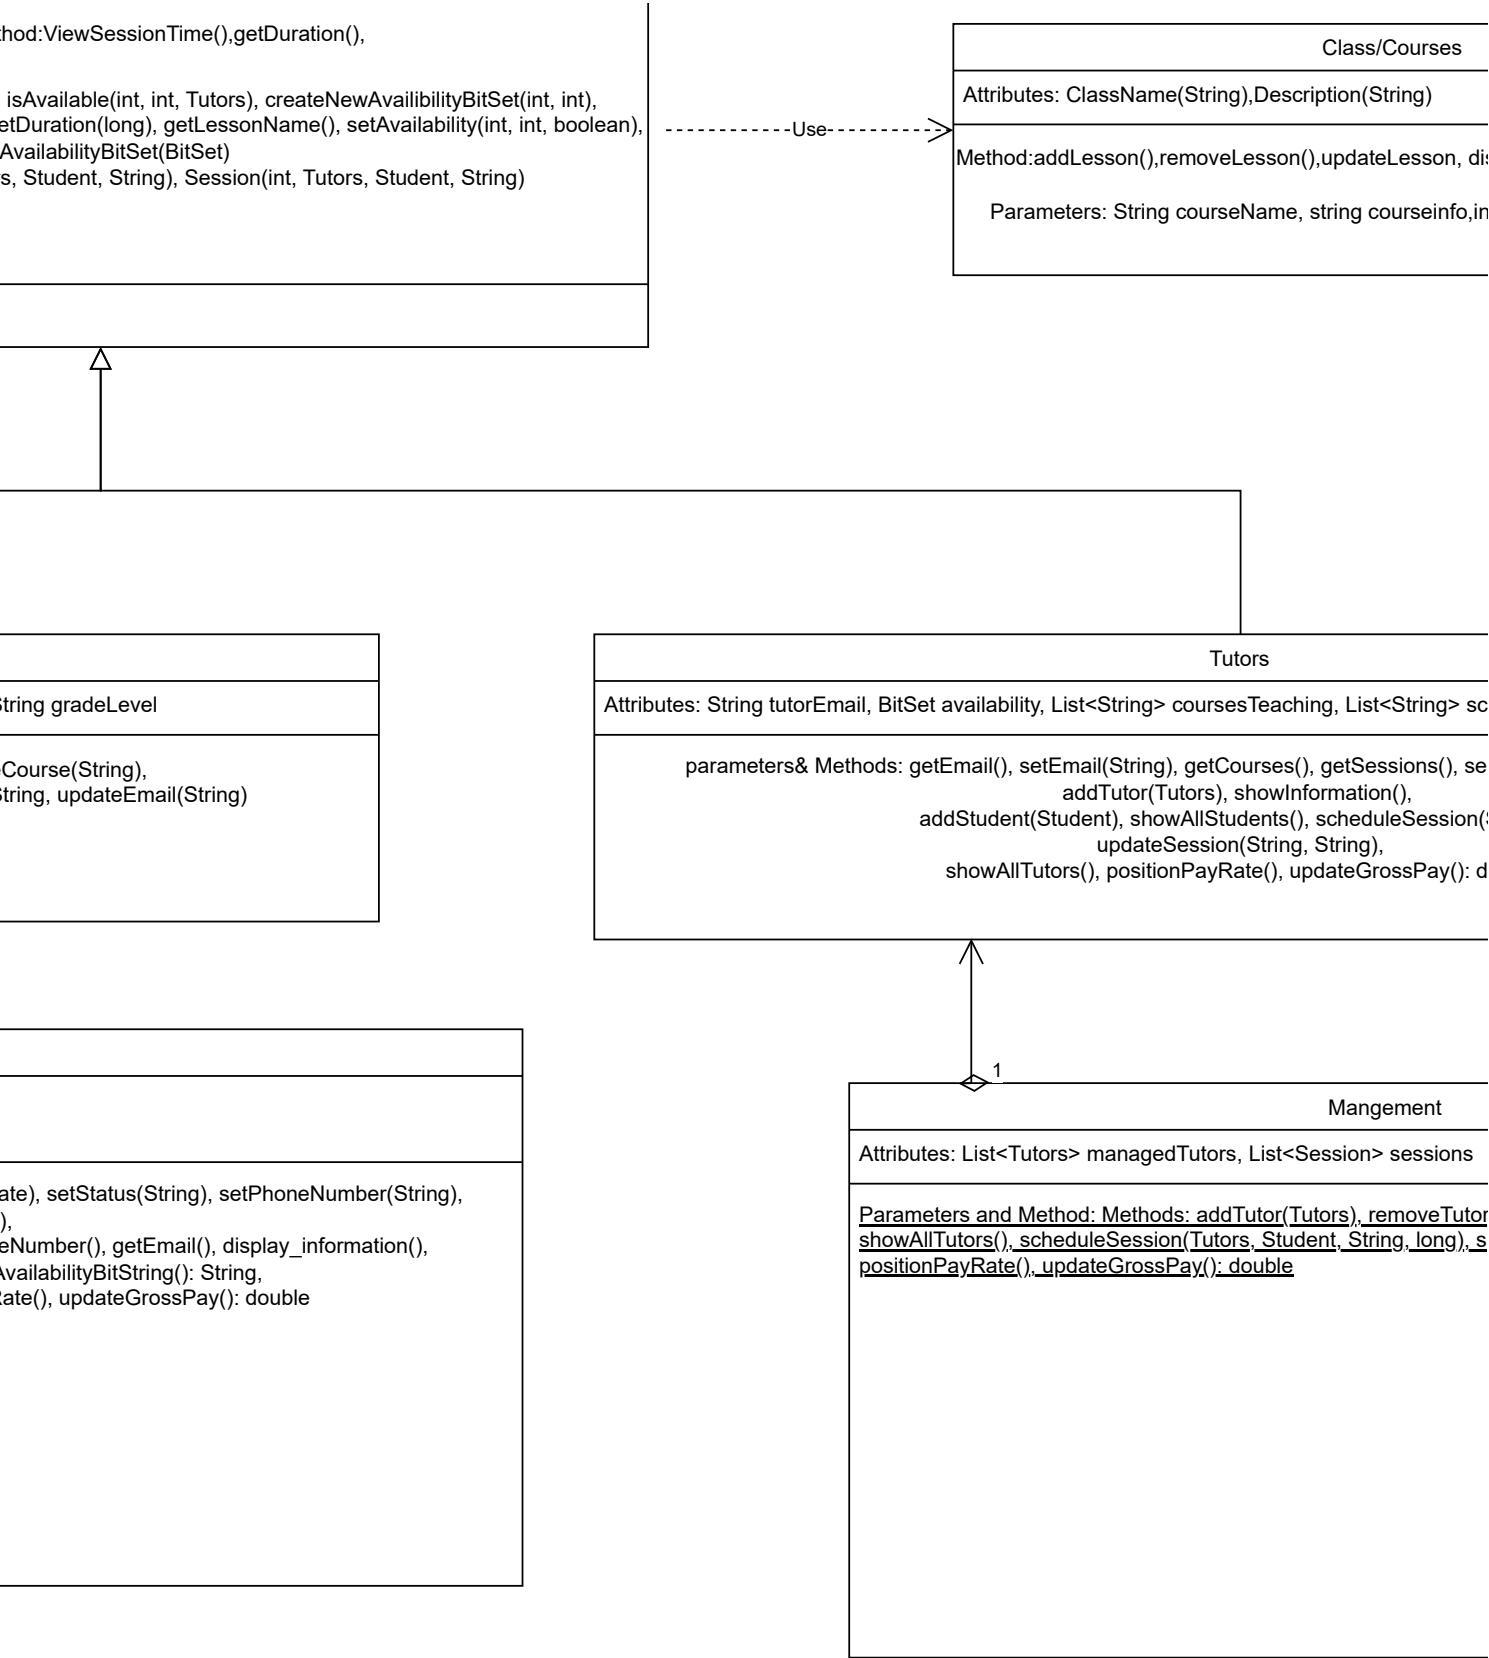 thod:ViewSessionTime(),getDuration(),
isAvailable(int, int, Tutors), createNewAvailibilityBitSet(int, int),
etDuration(long), getLessonName(), setAvailability(int, int, boolean),
AvailabilityBitSet(BitSet)
s, Student, String), Session(int, Tutors, Student, String)
Use
Class/Courses
Attributes: ClassName(String),Description(String)
Method:addLesson(),removeLesson(),updateLesson, dis
Parameters: String courseName, string courseinfo,in
String gradeLevel
eCourse(String),
String, updateEmail(String)
Tutors
Attributes: String tutorEmail, BitSet availability, List<String> coursesTeaching, List<String> sc
parameters& Methods: getEmail(), setEmail(String), getCourses(), getSessions(), se
addTutor(Tutors), showInformation(),
addStudent(Student), showAllStudents(), scheduleSession(S
updateSession(String, String),
showAllTutors(), positionPayRate(), updateGrossPay(): d
ate), setStatus(String), setPhoneNumber(String),
),
eNumber(), getEmail(), display_information(),
AvailabilityBitString(): String,
Rate(), updateGrossPay(): double
1
Mangement
Attributes: List<Tutors> managedTutors, List<Session> sessions
Parameters and Method: Methods: addTutor(Tutors), removeTutor
showAllTutors(), scheduleSession(Tutors, Student, String, long), s
positionPayRate(), updateGrossPay(): double